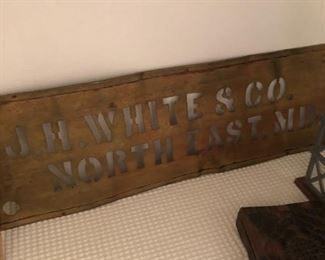 J.H. WHITE & CO.
NORTH EAST, MD.